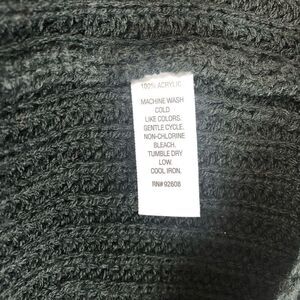 100% ACRYLIC
MACHINE WASH
COLD.
LIKE COLORS.
GENTLE CYCLE.
NON-CHLORINE
BLEACH.
TUMBLE DRY
LOW.
COOL IRON.
RN# 92608